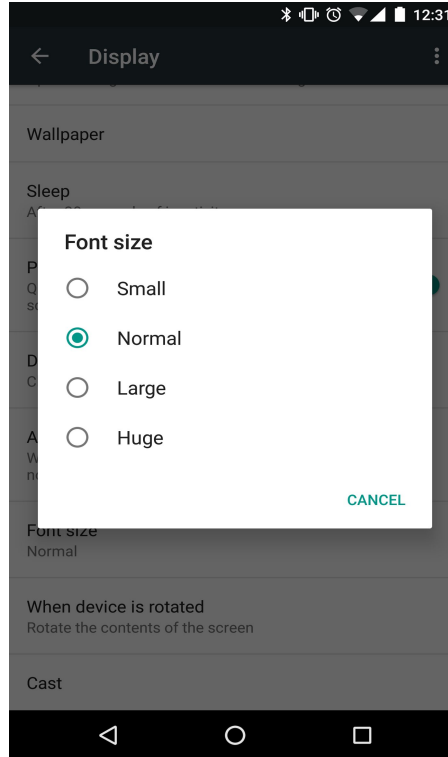 12:31
Display
Wallpaper
Sleep
Font size
Small
Normal
Large
Huge
CANCEL
Font size
Normal
When device is rotated
Rotate the contents of the screen
Cast